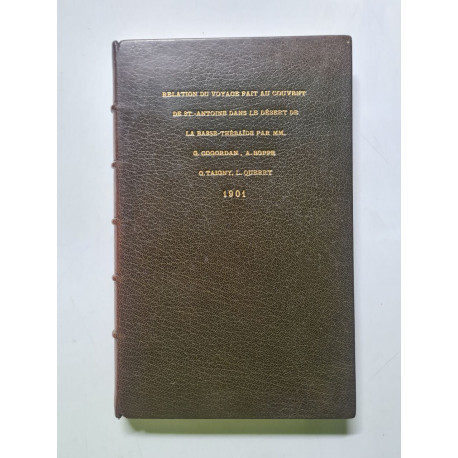 RELATION DU VOYAGE FAIT AU COUVENT
DE ST.-ANTOINE DANS LE DÉSERT DE
LA BASSE-THÉBAÏDE PAR MM.
G. COGORDAN, A. BOPPE
O. TAIGNY, L. QUERRY
1901